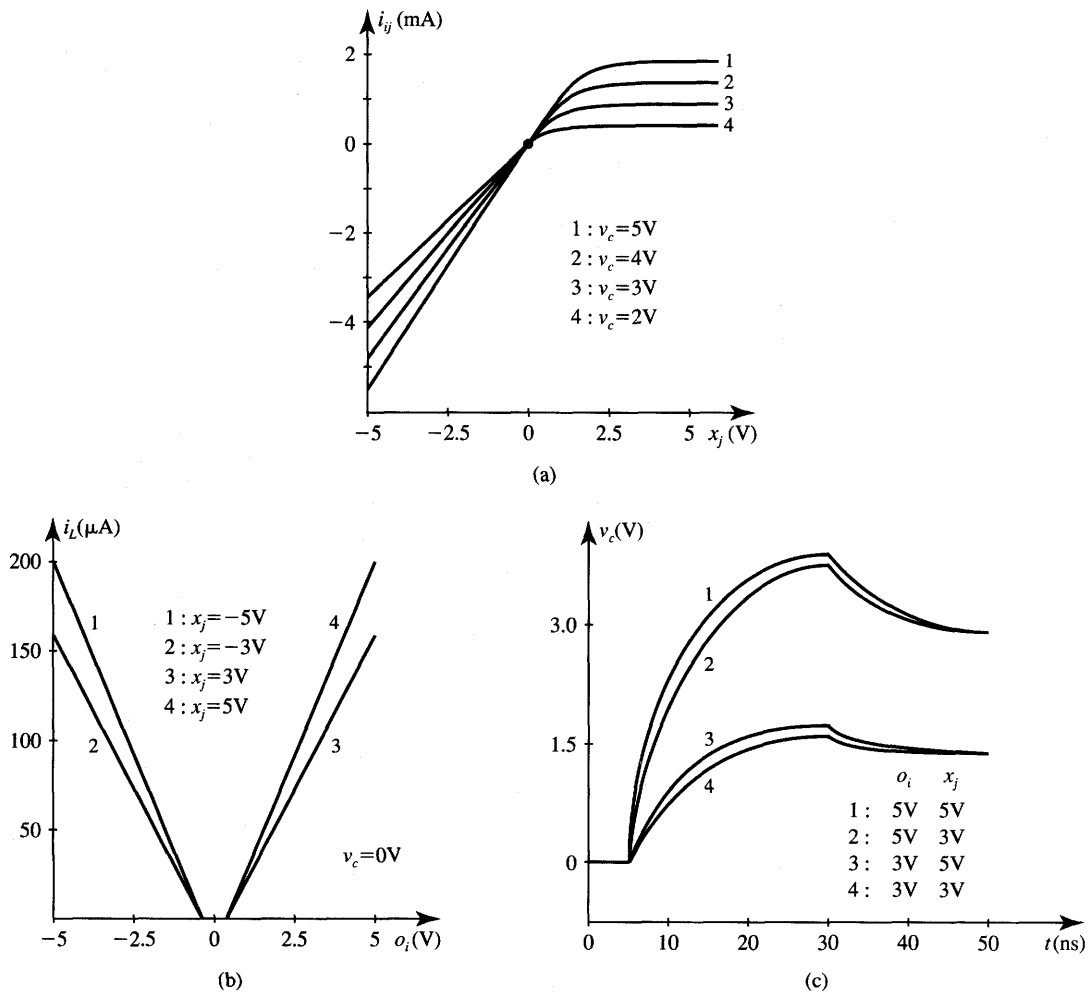 i_ij (mA)
2
0
−2
−4
1
2
3
4
1 : v_c=5V
2 : v_c=4V
3 : v_c=3V
4 : v_c=2V
−5 −2.5 0 2.5 5 x_j (V)
(a)
i_L(μA)
200
150
100
50
1 : x_j=−5V
2 : x_j=−3V
3 : x_j=3V
4 : x_j=5V
1
2
4
3
v_c=0V
−5 −2.5 0 2.5 5 o_i (V)
(b)
v_c(V)
3.0
1.5
0
1
2
3
4
o_i x_j
1 : 5V 5V
2 : 5V 3V
3 : 3V 5V
4 : 3V 3V
0 10 20 30 40 50 t (ns)
(c)